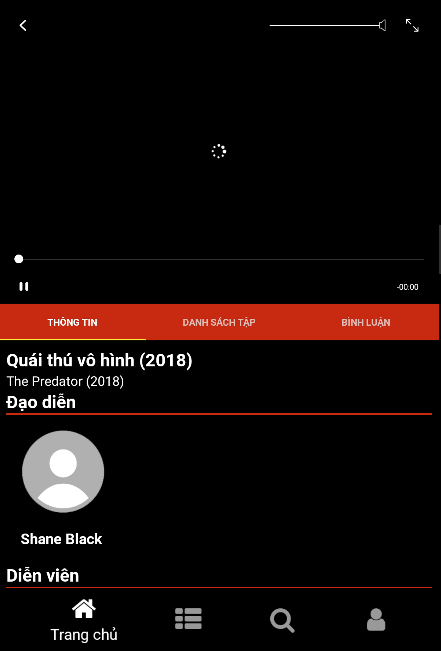 -00:00
THÔNG TIN
DANH SÁCH TẬP
BÌNH LUẬN
Quái thú vô hình (2018)
The Predator (2018)
Đạo diễn
Shane Black
Diễn viên
Trang chủ